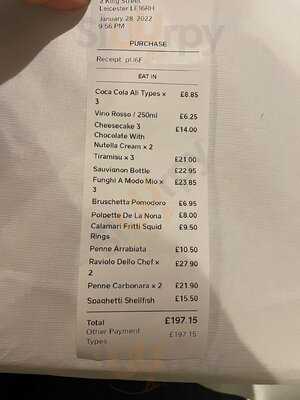 2 King Street
Leicester LE16RH
January 28, 2022
9:56 PM
PURCHASE
Receipt pU6F
EAT IN
Coca Cola All Types x £8.85
3
Vino Rosso / 250ml £6.25
Cheesecake 3 £14.00
Chocolate With
Nutella Cream x 2
Tiramisu x 3 £21.00
Sauvignon Bottle £22.95
Funghi A Modo Mio x £23.85
3
Bruschetta Pomodoro £6.95
Polpette De La Nona £8.00
Calamari Fritti Squid £9.50
Rings
Penne Arrabiata £10.50
Raviolo Dello Chef x £27.90
2
Penne Carbonara x 2 £21.90
Spaghetti Shellfish £15.50
Total £197.15
Other Payment £197.15
Types